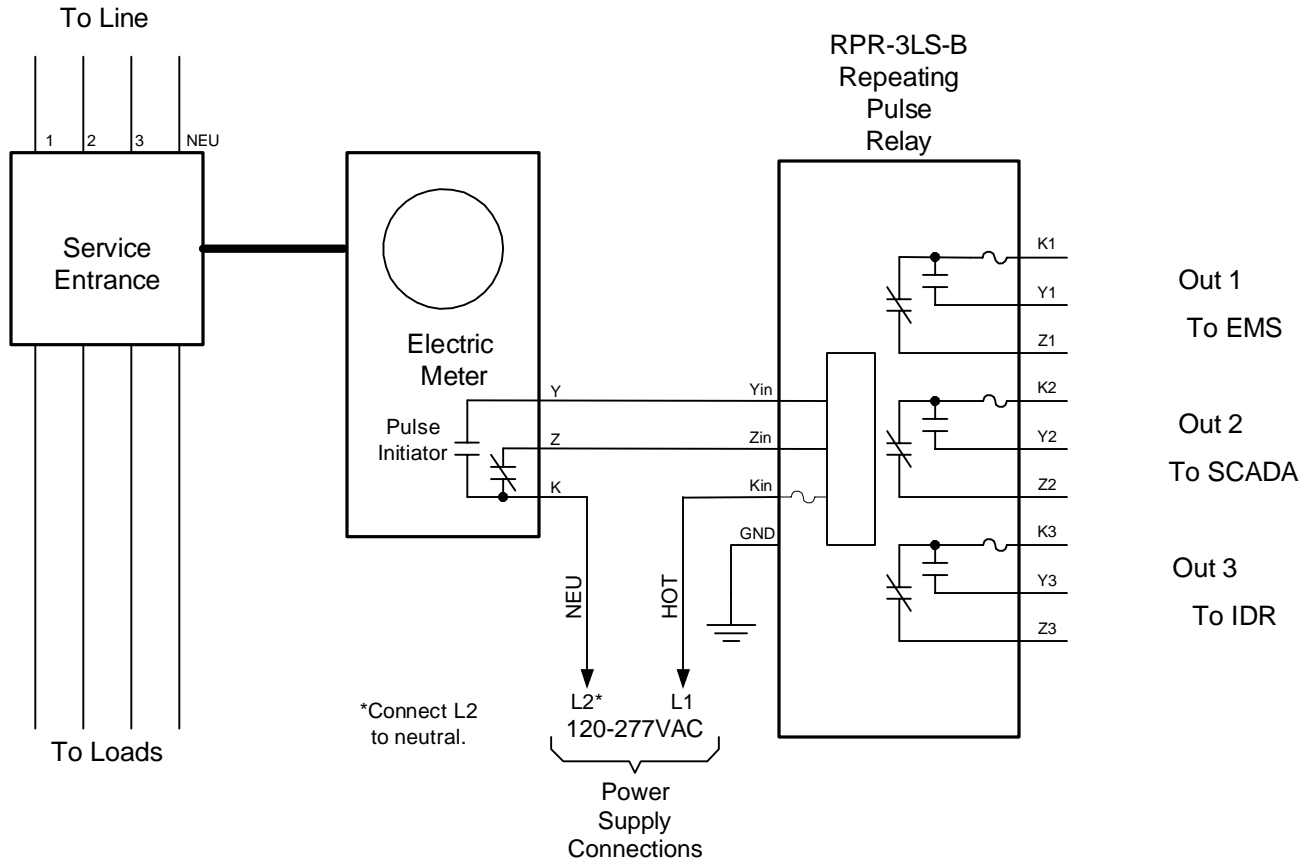 To Line
1
2
3
NEU
Service
Entrance
To Loads
Electric
Meter
Pulse
Initiator
Y
Z
K
NEU
HOT
*Connect L2
to neutral.
L2*
L1
120-277VAC
Power
Supply
Connections
RPR-3LS-B
Repeating
Pulse
Relay
Yin
Zin
Kin
GND
K1
Y1
Z1
K2
Y2
Z2
K3
Y3
Z3
Out 1
To EMS
Out 2
To SCADA
Out 3
To IDR